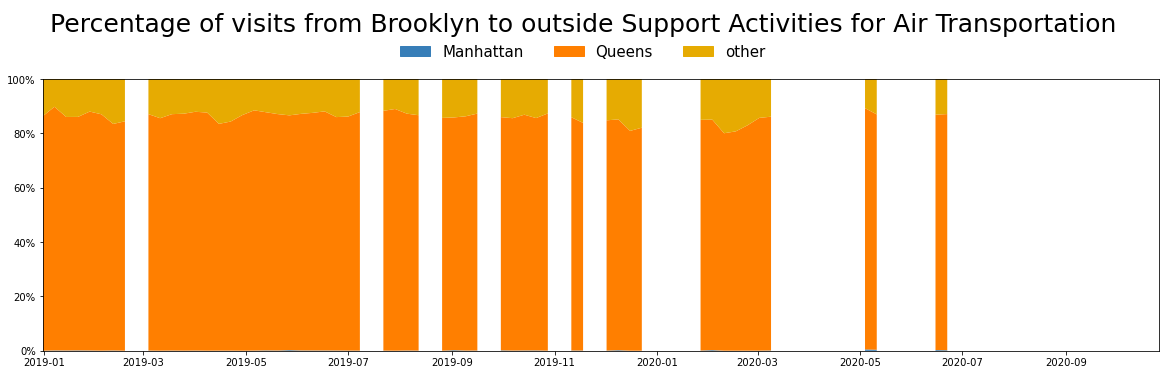 Percentage of visits from Brooklyn to outside Support Activities for Air Transportation
Manhattan Queens other
100%
80%
60%
40%
20%
0%
2019-01 2019-03 2019-05 2019-07 2019-09 2019-11 2020-01 2020-03 2020-05 2020-07 2020-09